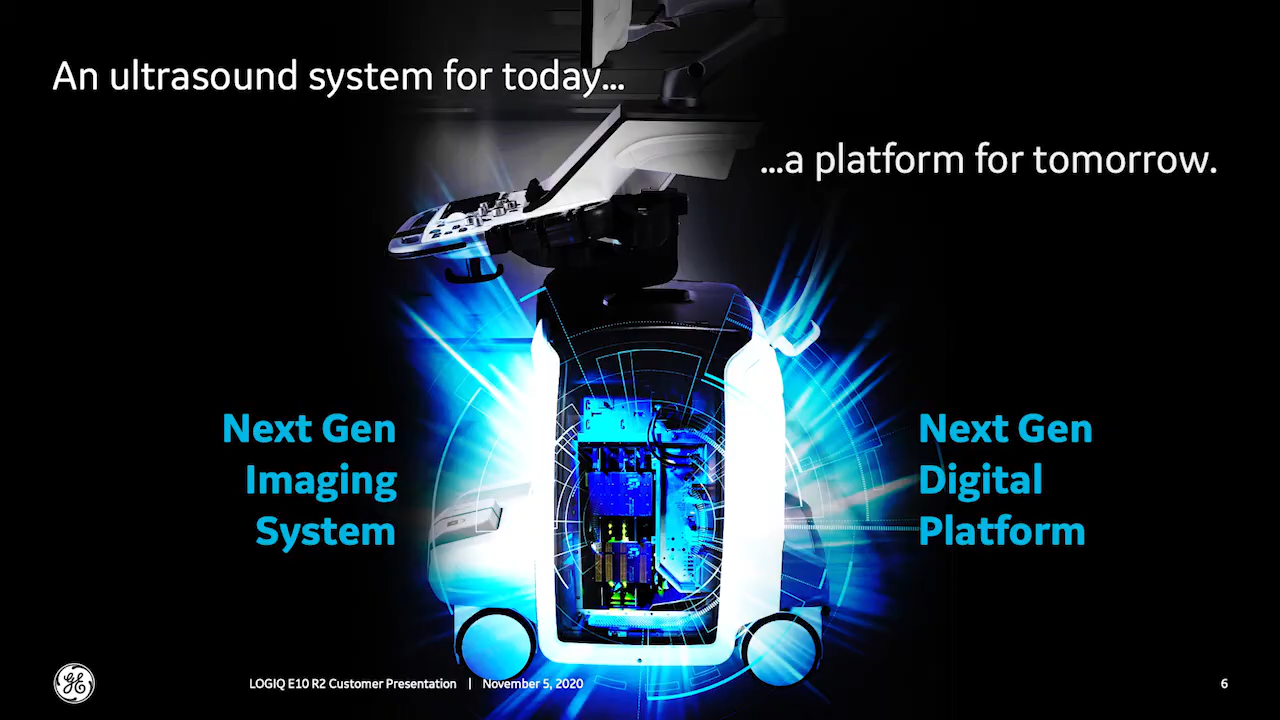 An ultrasound system for today...
...a platform for tomorrow.
Next Gen
Imaging
System
Next Gen
Digital
Platform
GE
LOGIQ E10 R2 Customer Presentation | November 5, 2020
6